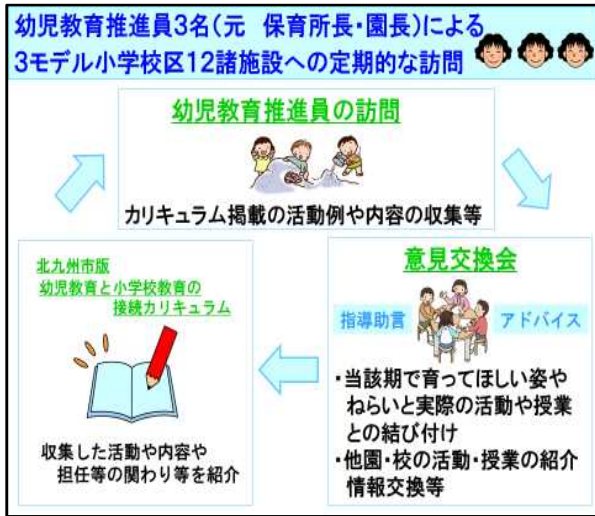 幼児教育推進員3名(元　保育所長・園長)による
3モデル小学校区12諸施設への定期的な訪問
幼児教育推進員の訪問
カリキュラム掲載の活動例や内容の収集等
意見交換会
指導助言
アドバイス
・当該期で育ってほしい姿や
ねらいと実際の活動や授業
との結び付け
・他園・校の活動・授業の紹介
情報交換等
北九州市版
幼児教育と小学校教育の
接続カリキュラム
収集した活動や内容や
担任等の関わり等を紹介